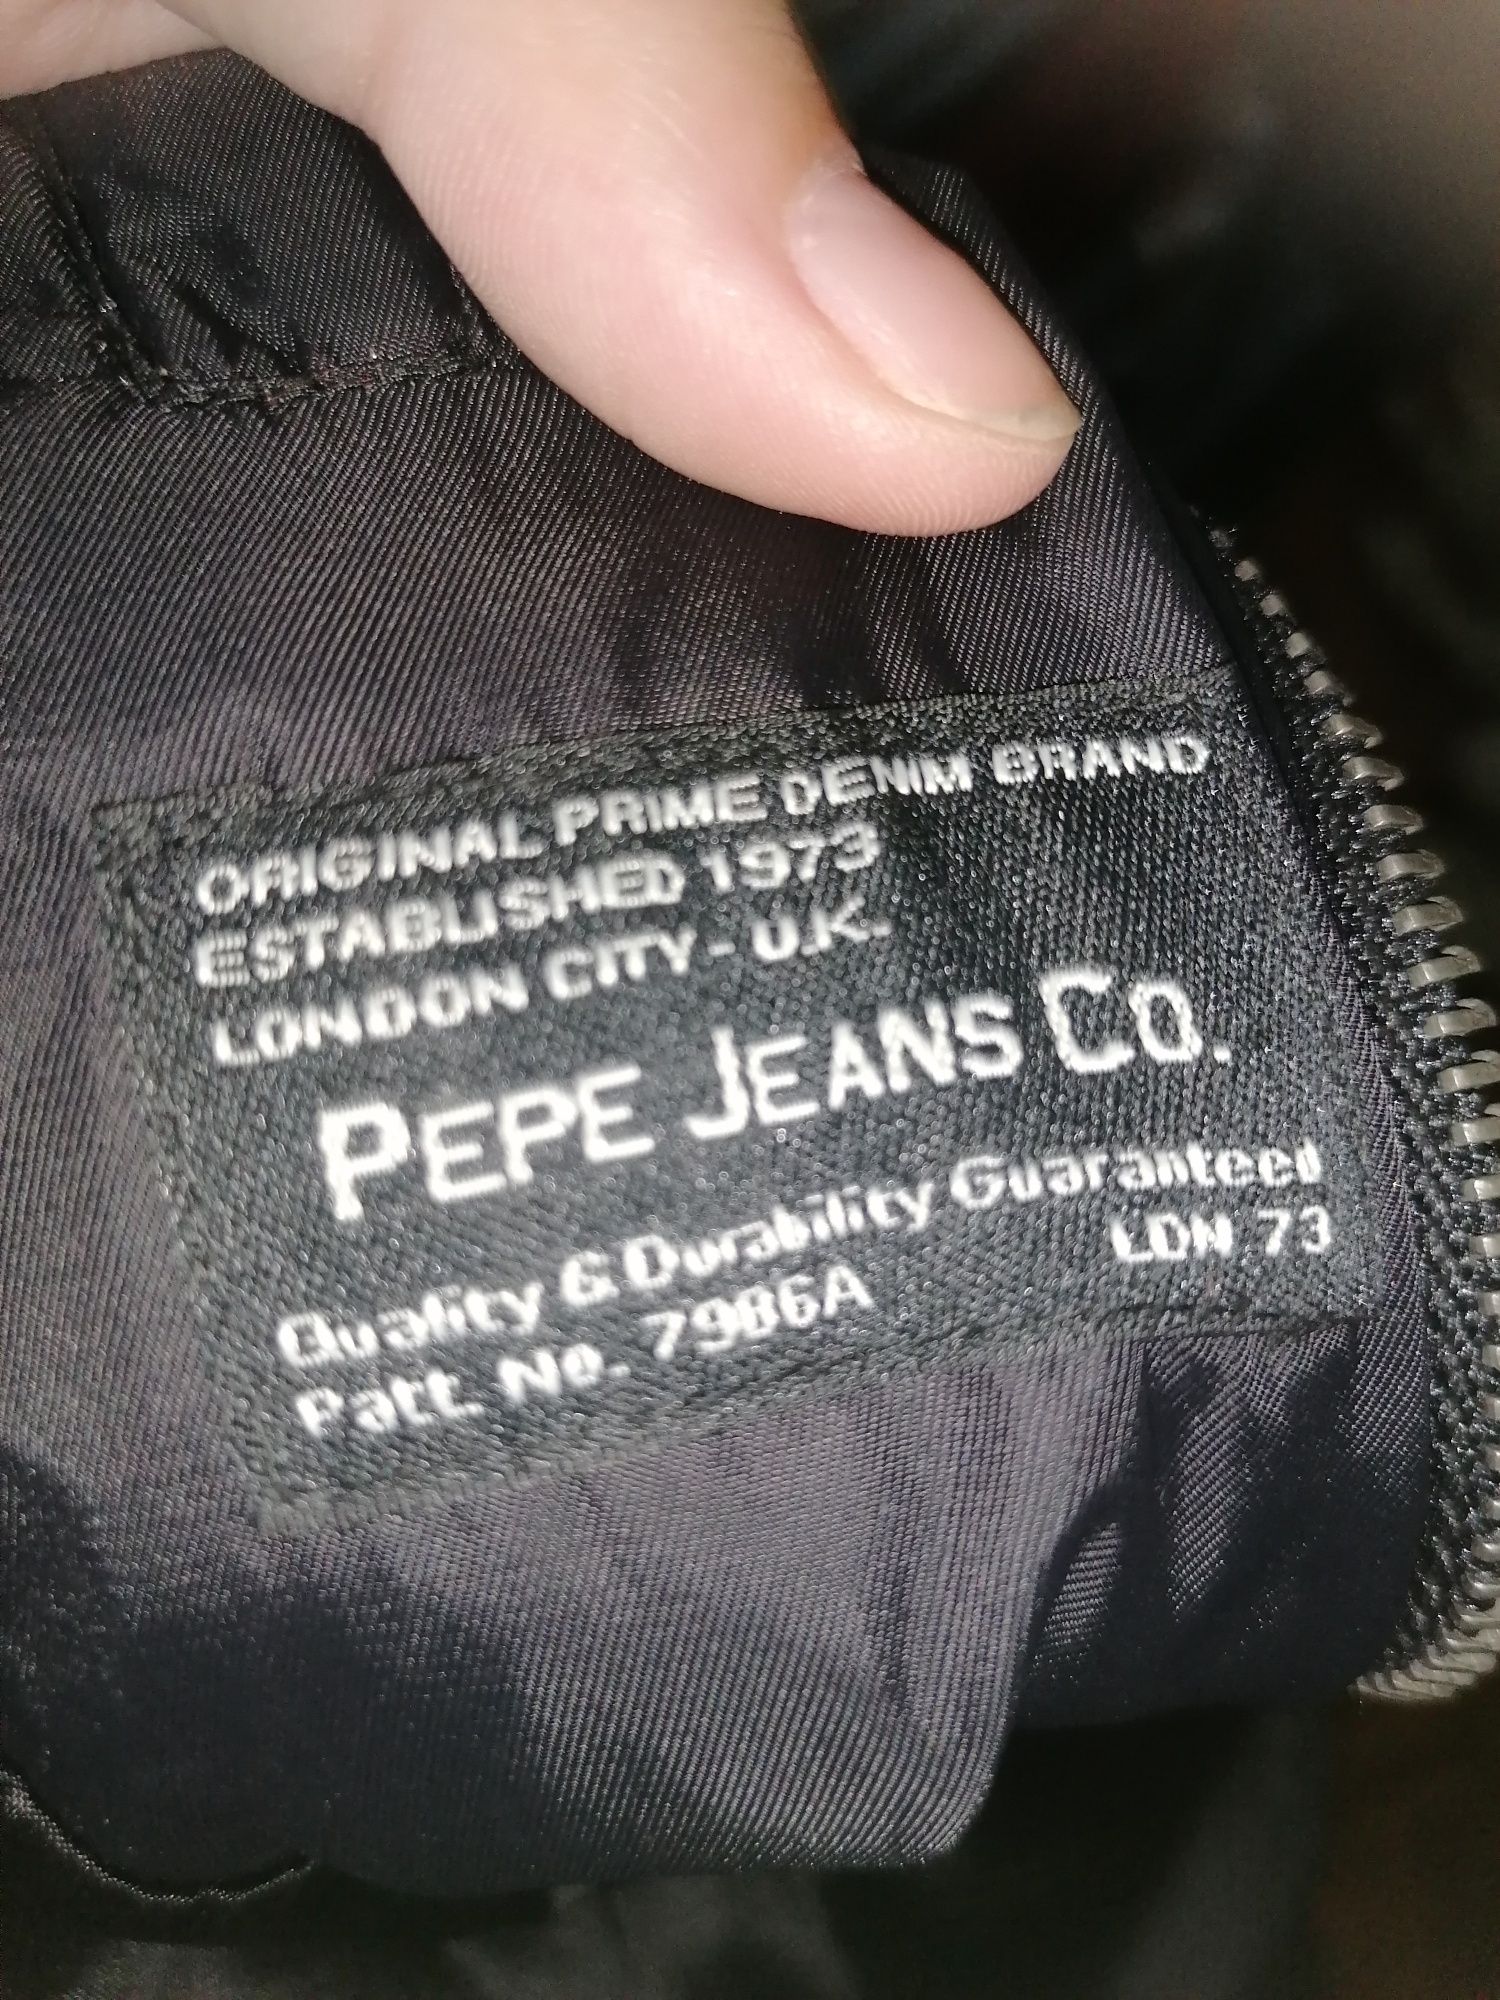 ORIGINAL PRIME DENIM BRAND
ESTABLISHED 1973
LONDON CITY - U.K.
PEPE JEANS CO.
Quality & Durability Guaranteed
Patt. No. 7986A LDN 73